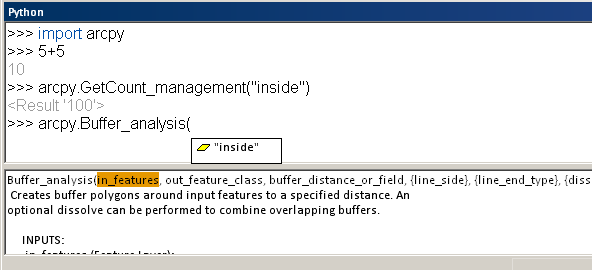 Python
>>> import arcpy
>>> 5+5
10
>>> arcpy.GetCount_management("inside")
<Result '100'>
>>> arcpy.Buffer_analysis(
"inside"
Buffer_analysis(in_features, out_feature_class, buffer_distance_or_field, {line_side}, {line_end_type}, {diss
Creates buffer polygons around input features to a specified distance. An
optional dissolve can be performed to combine overlapping buffers.
INPUTS:
in_features (Feature Layer):